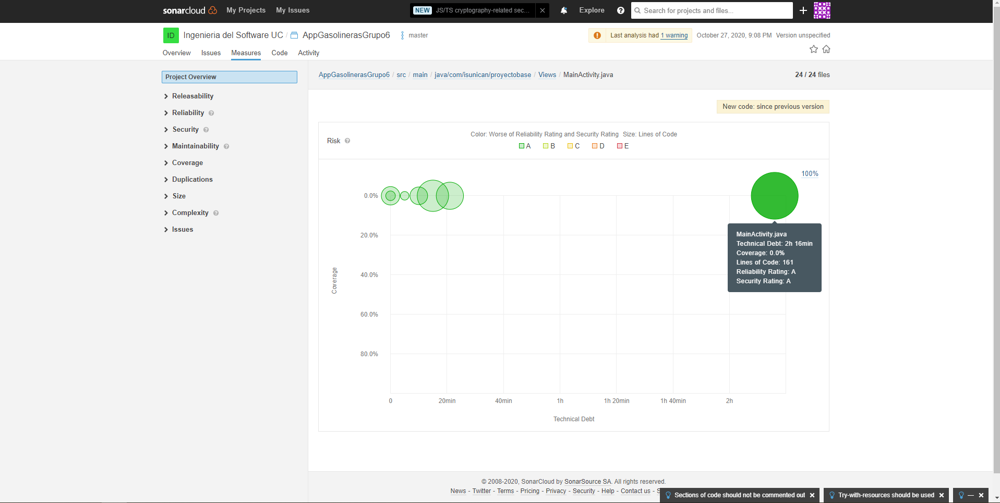 sonarcloud My Projects My Issues NEW JS/TS cryptography-related sec... Explore ? Search for projects and files...
ID Ingenieria del Software UC / AppGasolinerasGrupo6 master Last analysis had 1 warning October 27, 2020, 9:08 PM Version unspecified
Overview Issues Measures Code Activity
Project Overview
Releasability
Reliability ?
Security ?
Maintainability ?
Coverage
Duplications
Size
Complexity ?
Issues
AppGasolinerasGrupo6 / src / main / java/com/isunican/proyectobase / Views / MainActivity.java 24 / 24 files
New code: since previous version
Risk ?
Color: Worse of Reliability Rating and Security Rating Size: Lines of Code
A B C D E
100%
0.0%
20.0%
40.0%
60.0%
80.0%
Coverage
MainActivity.java
Technical Debt: 2h 16min
Coverage: 0.0%
Lines of Code: 161
Reliability Rating: A
Security Rating: A
0 20min 40min 1h 1h 20min 1h 40min 2h
Technical Debt
© 2008-2020, SonarCloud by SonarSource SA. All rights reserved.
News - Twitter - Terms - Pricing - Privacy - Security - Help - Contact us - S
Sections of code should not be commented out
Try-with-resources should be used